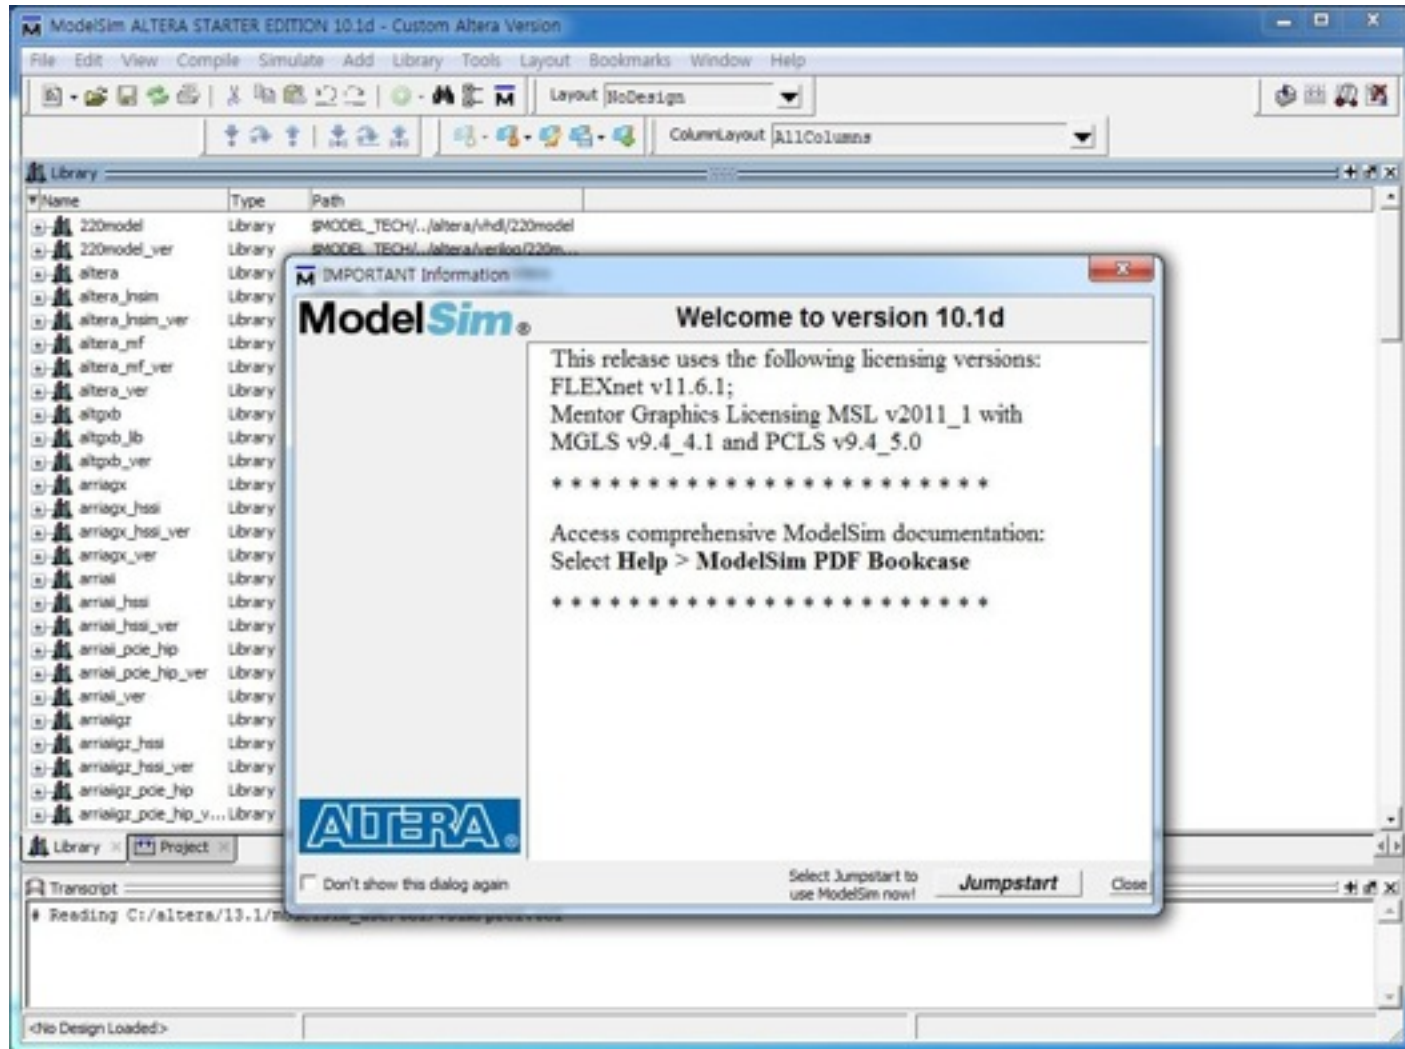 ModelSim ALTERA STARTER EDITION 10.1d - Custom Altera Version
File Edit View Compile Simulate Add Library Tools Layout Bookmarks Window Help
Layout NoDesign
ColumnLayout AllColumns
Library
Name Type Path
220model Library $MODEL_TECH/../altera/vhdl/220model
220model_ver Library $MODEL_TECH/../altera/verilog/220m...
altera Library
altera_lnsim Library
altera_lnsim_ver Library
altera_mf Library
altera_mf_ver Library
altera_ver Library
altgxb Library
altgxb_lib Library
altgxb_ver Library
arriagx Library
arriagx_hssi Library
arriagx_hssi_ver Library
arriagx_ver Library
arriaii Library
arriaii_hssi Library
arriaii_hssi_ver Library
arriaii_pcie_hip Library
arriaii_pcie_hip_ver Library
arriaii_ver Library
arriaiigz Library
arriaiigz_hssi Library
arriaiigz_hssi_ver Library
arriaiigz_pcie_hip Library
arriaiigz_pcie_hip_v... Library
Library Project
IMPORTANT Information
ModelSim®
Welcome to version 10.1d
This release uses the following licensing versions:
FLEXnet v11.6.1;
Mentor Graphics Licensing MSL v2011_1 with
MGLS v9.4_4.1 and PCLS v9.4_5.0
* * * * * * * * * * * * * * * * * * * * * * *
Access comprehensive ModelSim documentation:
Select Help > ModelSim PDF Bookcase
* * * * * * * * * * * * * * * * * * * * * * *
ALTERA®
Don't show this dialog again
Select Jumpstart to
use ModelSim now!
Jumpstart
Close
Transcript
# Reading C:/altera/13.1/
<No Design Loaded>